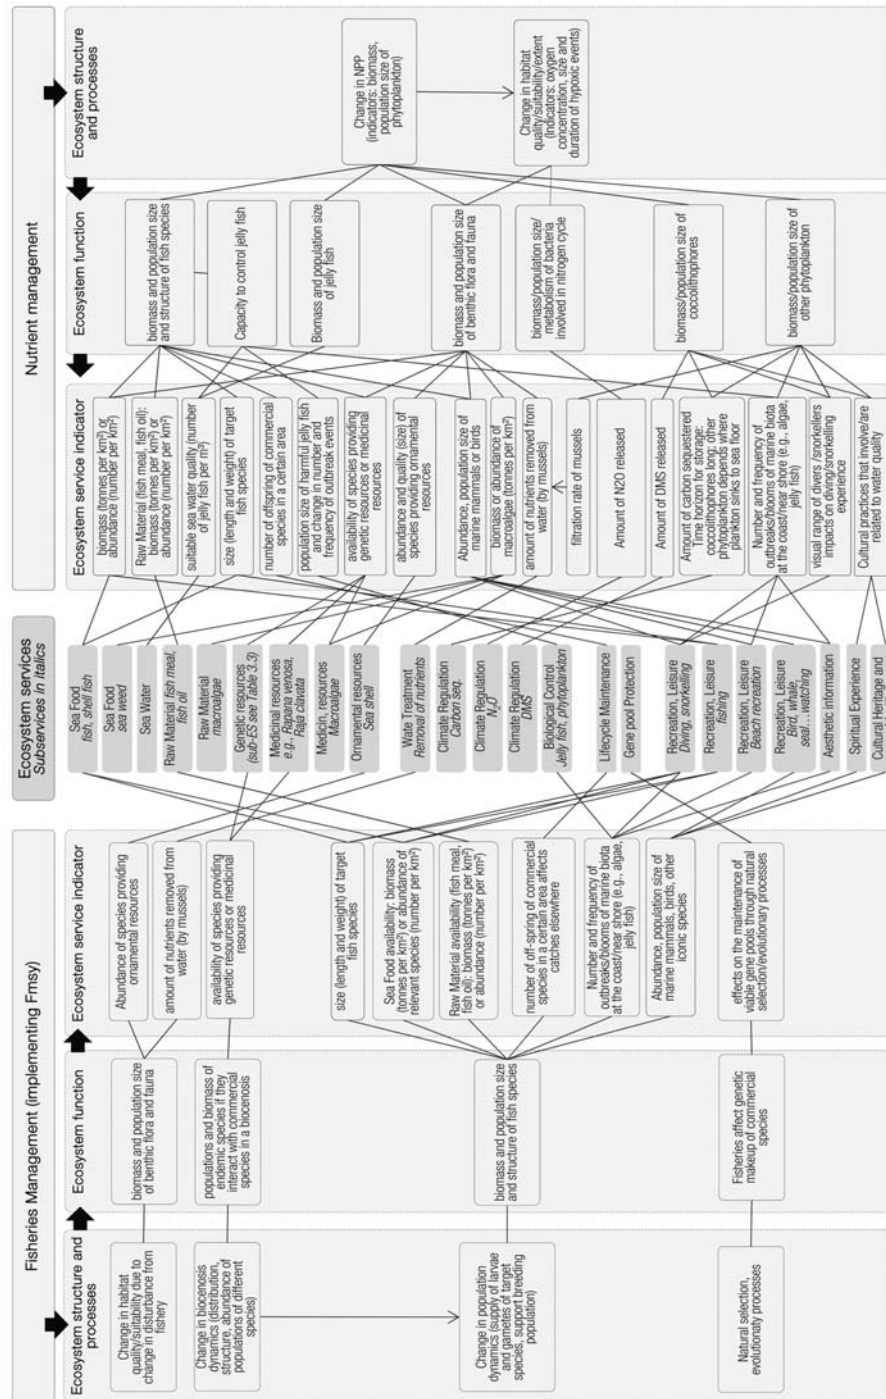 Fisheries Management (implementing Fmsy)
Ecosystem structure and
processes
Change in habitat
quality/suitability due to
change in disturbance from
fishery
Change in biocenosis
dynamics (distribution,
structure, abundance of
populations of different
species)
Change in population
dynamics (supply of larvae
and gametes of target
species, support breeding
population)
Natural selection,
evolutionaty processes
Ecosystem function
biomass and population size
of benthic flora and fauna
populations and biomass of
endemic species if they
interact with commercial
species in a biocenosis
biomass and population size
and structure of fish species
Fisheries affect genetic
makeup of commercial
species
Ecosystem service indicator
Abundance of species providing
ornamental resources
amount of nutrients removed from
water (by mussels)
availability of species providing
genetic resources or medicinal
resources
size (length and weight) of target
fish species
Sea Food availability: biomass
(tonnes per km²) or abundance of
relevant species (number per km²)
Raw Material availability (fish meal,
fish oil): biomass (tonnes per km²)
or abundance (number per km²)
number of off-spring of commercial
species in a certain area affects
catches elsewhere
Number and frequency of
outbreaks/blooms of marine biota
at the coast/near shore (e.g., algae,
jelly fish)
Abundance, population size of
marine mammals, birds, other
iconic species
effects on the maintenance of
viable gene pools through natural
selection/evolutionary processes
Ecosystem services
Subservices in italics
Sea Food
fish, shell fish
Sea Food
sea weed
Sea Water
Raw Material fish meal,
fish oil
Raw Material
macroalgae
Genetic resources
(sub-ES see Table 3.3)
Medicinal resources
e.g., Rapana venosa,
Raja clavata
Medicin, resources
Macroalgae
Ornamental resources
Sea shell
Wate Treatment
Removal of nutrients
Climate Regulation
Carbon seq.
Climate Regulation
N₂O
Climate Regulation
DMS
Biological Control
Jelly fish, phytoplankton
Lifecycle Maintenance
Gene pool Protection
Recreation, Leisure
Diving, snorkelling
Recreation, Leisure
fishing
Recreation, Leisure
Beach recreation
Recreation, Leisure
Bird, whale,
seal…watching
Aesthetic information
Spiritual Experience
Cultural Heritage and
Nutrient management
Ecosystem service indicator
biomass (tonnes per km²) or
abundance (number per km²)
Raw Material (fish meal, fish oil):
biomass (tonnes per km²) or
abundance (number per km²)
suitable sea water quality (number
of jelly fish per m³)
size (length and weight) of target
fish species
number of offspring of commercial
species in a certain area
population size of harmful jelly fish
and change in number and
frequency of outbreak events
availability of species providing
genetic resources or medicinal
resources
abundance and quality (size) of
species providing ornamental
resources
Abundance, population size of
marine mammals or birds
biomass or abundance of
macroalgae (tonnes per km²)
amount of nutrients removed from
water (by mussels)
filtration rate of mussels
Amount of N2O released
Amount of DMS released
Amount of carbon sequestered
Time horizon for storage:
coccolithophores long; other
phytoplankton depends where
plankton sinks to sea floor
Number and frequency of
outbreaks/blooms of marine biota
at the coast/near shore (e.g., algae,
jelly fish)
visual range of divers /snorkellers
impacts on diving/snorkelling
experience
Cultural practices that involve/are
related to water quality
Ecosystem function
biomass and population size
and structure of fish species
Capacity to control jelly fish
Biomass and population size
of jelly fish
biomass and population size
of benthic flora and fauna
biomass/population size/
metabolism of bacteria
involved in nitrogen cycle
biomass/population size of
coccolithophores
biomass/population size of
other phytoplankton
Ecosystem structure
and processes
Change in NPP
(indicators: biomass,
population size of
phytoplankton)
Change in habitat
quality/suitability/extent
(Indicators: oxygen
concentration, size and
duration of hypoxic events)